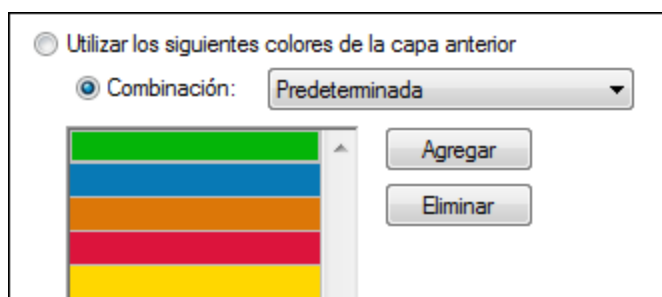 Utilizar los siguientes colores de la capa anterior
Combinación: Predeterminada
Agregar
Eliminar